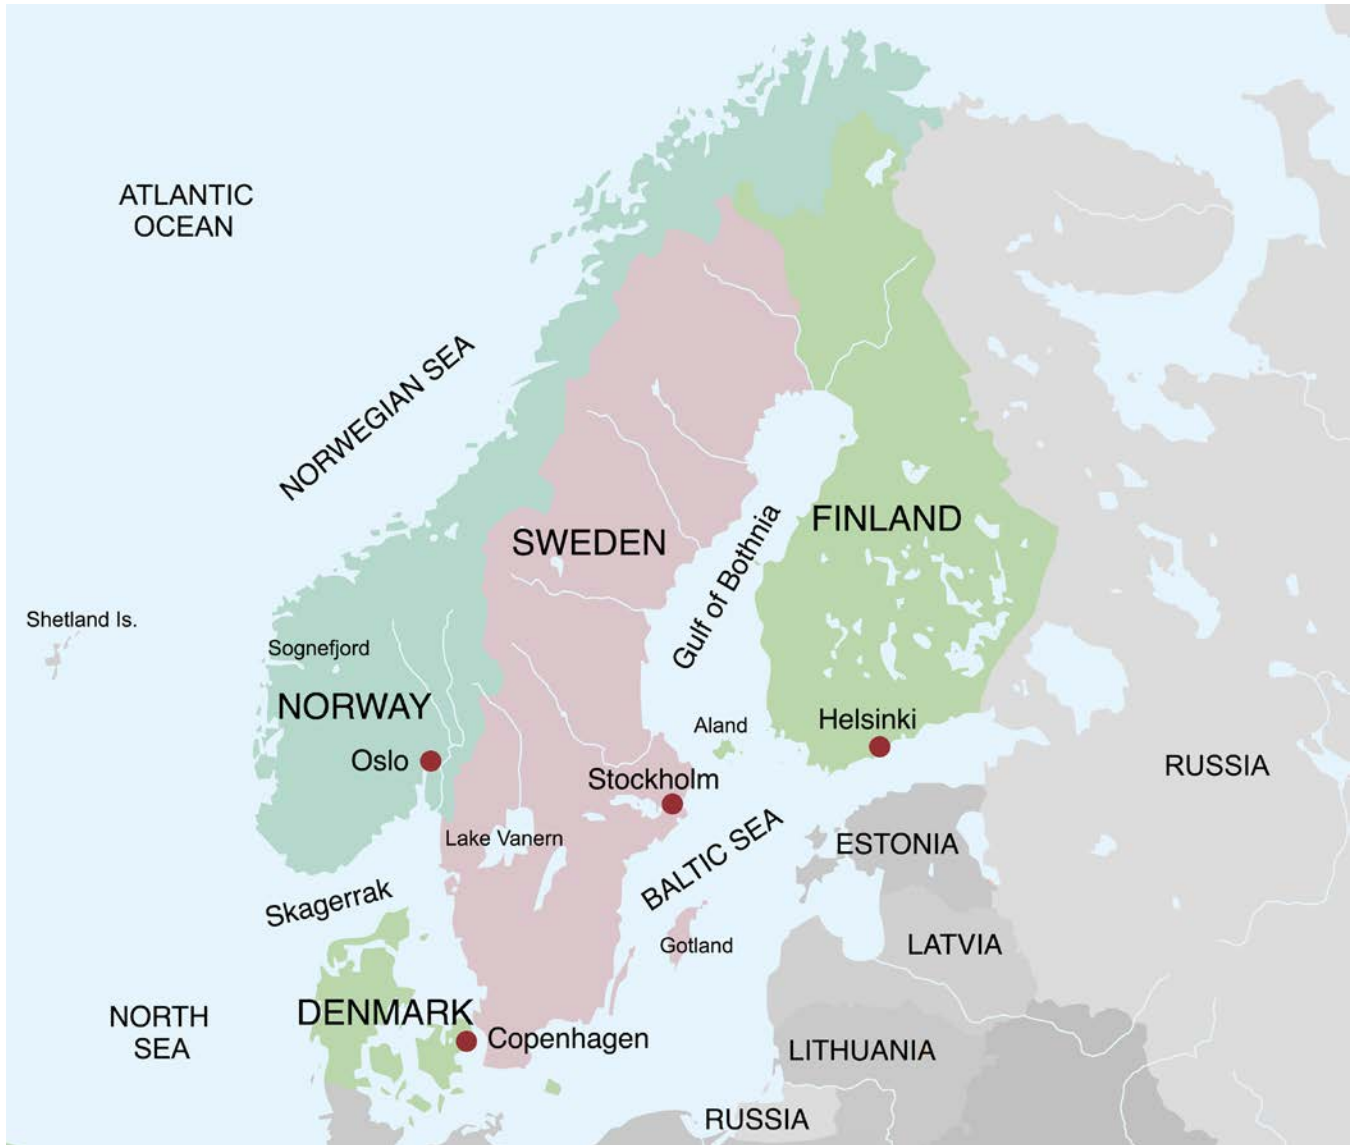 ATLANTIC
OCEAN
NORWEGIAN SEA
SWEDEN
FINLAND
Gulf of Bothnia
Shetland Is.
Sognefjord
NORWAY
Oslo
Aland
Helsinki
Stockholm
RUSSIA
Lake Vanern
BALTIC SEA
ESTONIA
Skagerrak
Gotland
LATVIA
NORTH
SEA
DENMARK
Copenhagen
LITHUANIA
RUSSIA